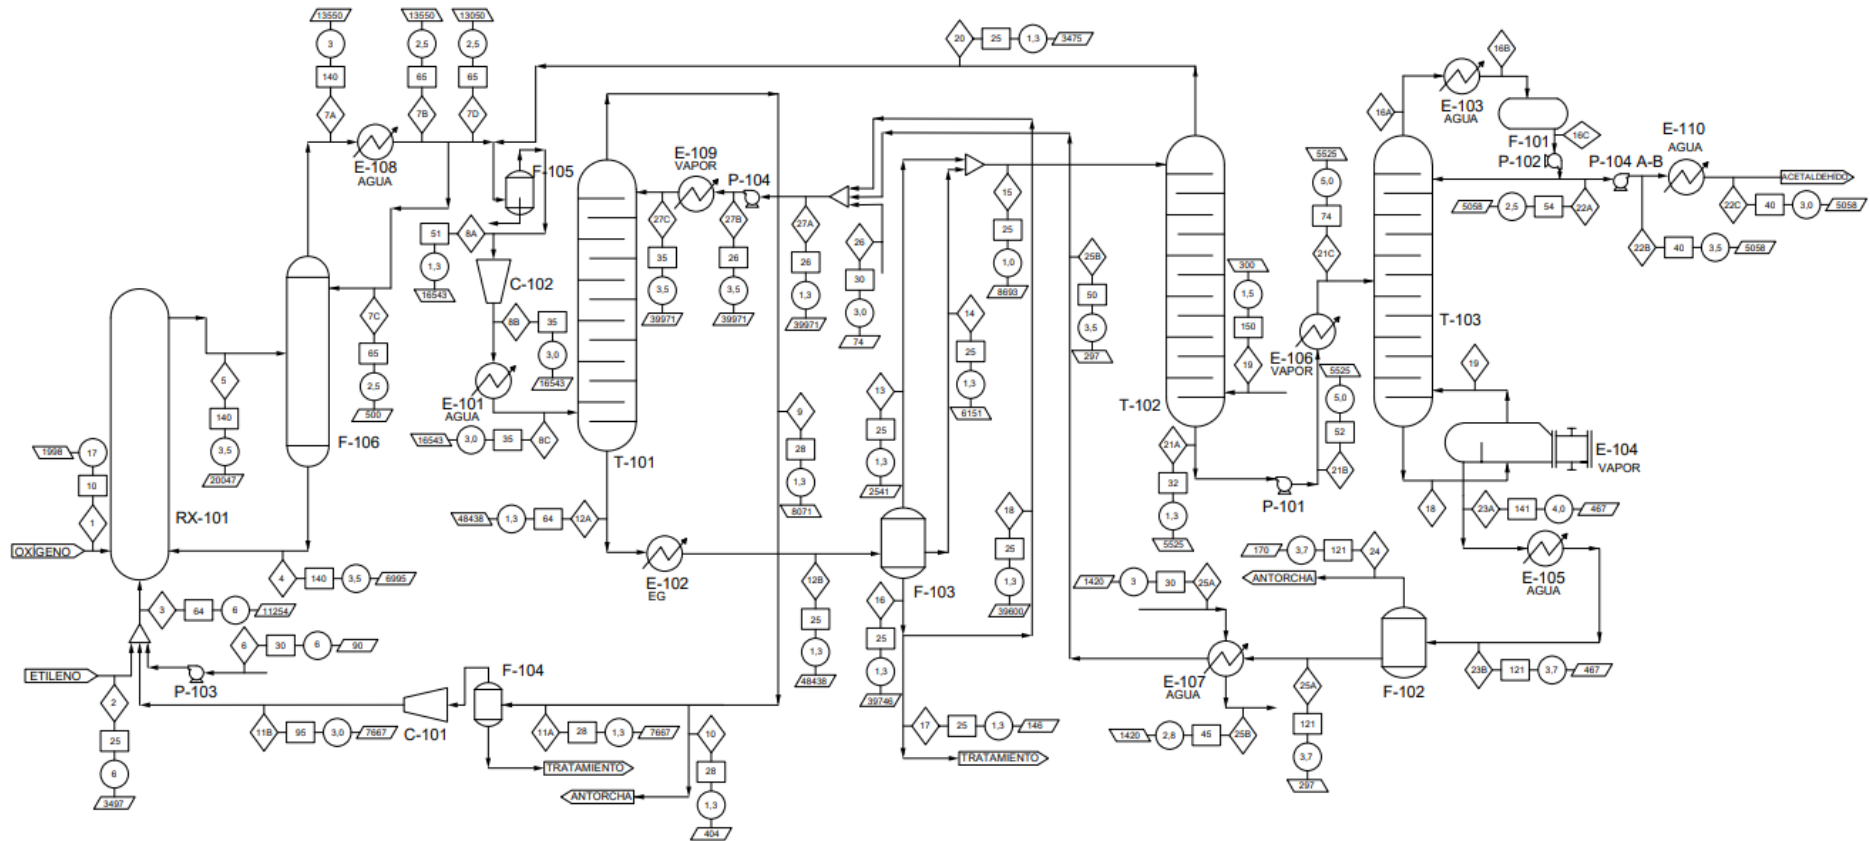 13550
3
140
7A
13550
2,5
65
7B
13050
2,5
65
7D
E-108
AGUA
F-105
20
25
1,3
3475
E-109
VAPOR
P-104
27C
35
3,5
39971
27B
26
3,5
39971
27A
26
1,3
39971
26
30
3,0
74
15
25
1,0
8693
14
25
1,3
6151
13
25
1,3
2541
25B
50
3,5
297
16A
16B
E-103
AGUA
F-101
16C
P-102
P-104 A-B
E-110
AGUA
ACETALDEHIDO
5058
2,5
54
22A
22C
40
3,0
5058
22B
40
3,5
5058
5525
5,0
74
21C
E-106
VAPOR
5525
5,0
52
21B
T-103
19
E-104
VAPOR
18
23A
141
4,0
467
E-105
AGUA
23B
121
3,7
467
F-102
170
3,7
121
24
ANTORCHA
300
1,5
150
19
T-102
21A
32
1,3
5525
P-101
1420
3
30
25A
E-107
AGUA
1420
2,8
45
25B
25A
121
3,7
297
51
8A
1,3
16543
C-102
8B
35
3,0
16543
E-101
AGUA
16543
3,0
35
8C
T-101
9
28
1,3
8071
48438
1,3
64
12A
E-102
EG
12B
25
1,3
48438
F-103
16
25
1,3
39746
18
25
1,3
39600
17
25
1,3
146
TRATAMIENTO
7C
65
2,5
500
F-106
5
140
3,5
20047
1998
17
10
1
OXÍGENO
RX-101
4
140
3,5
6995
3
64
6
11254
6
30
6
90
P-103
ETILENO
2
25
6
3497
11B
95
3,0
7667
C-101
F-104
11A
28
1,3
7667
TRATAMIENTO
ANTORCHA
10
28
1,3
404